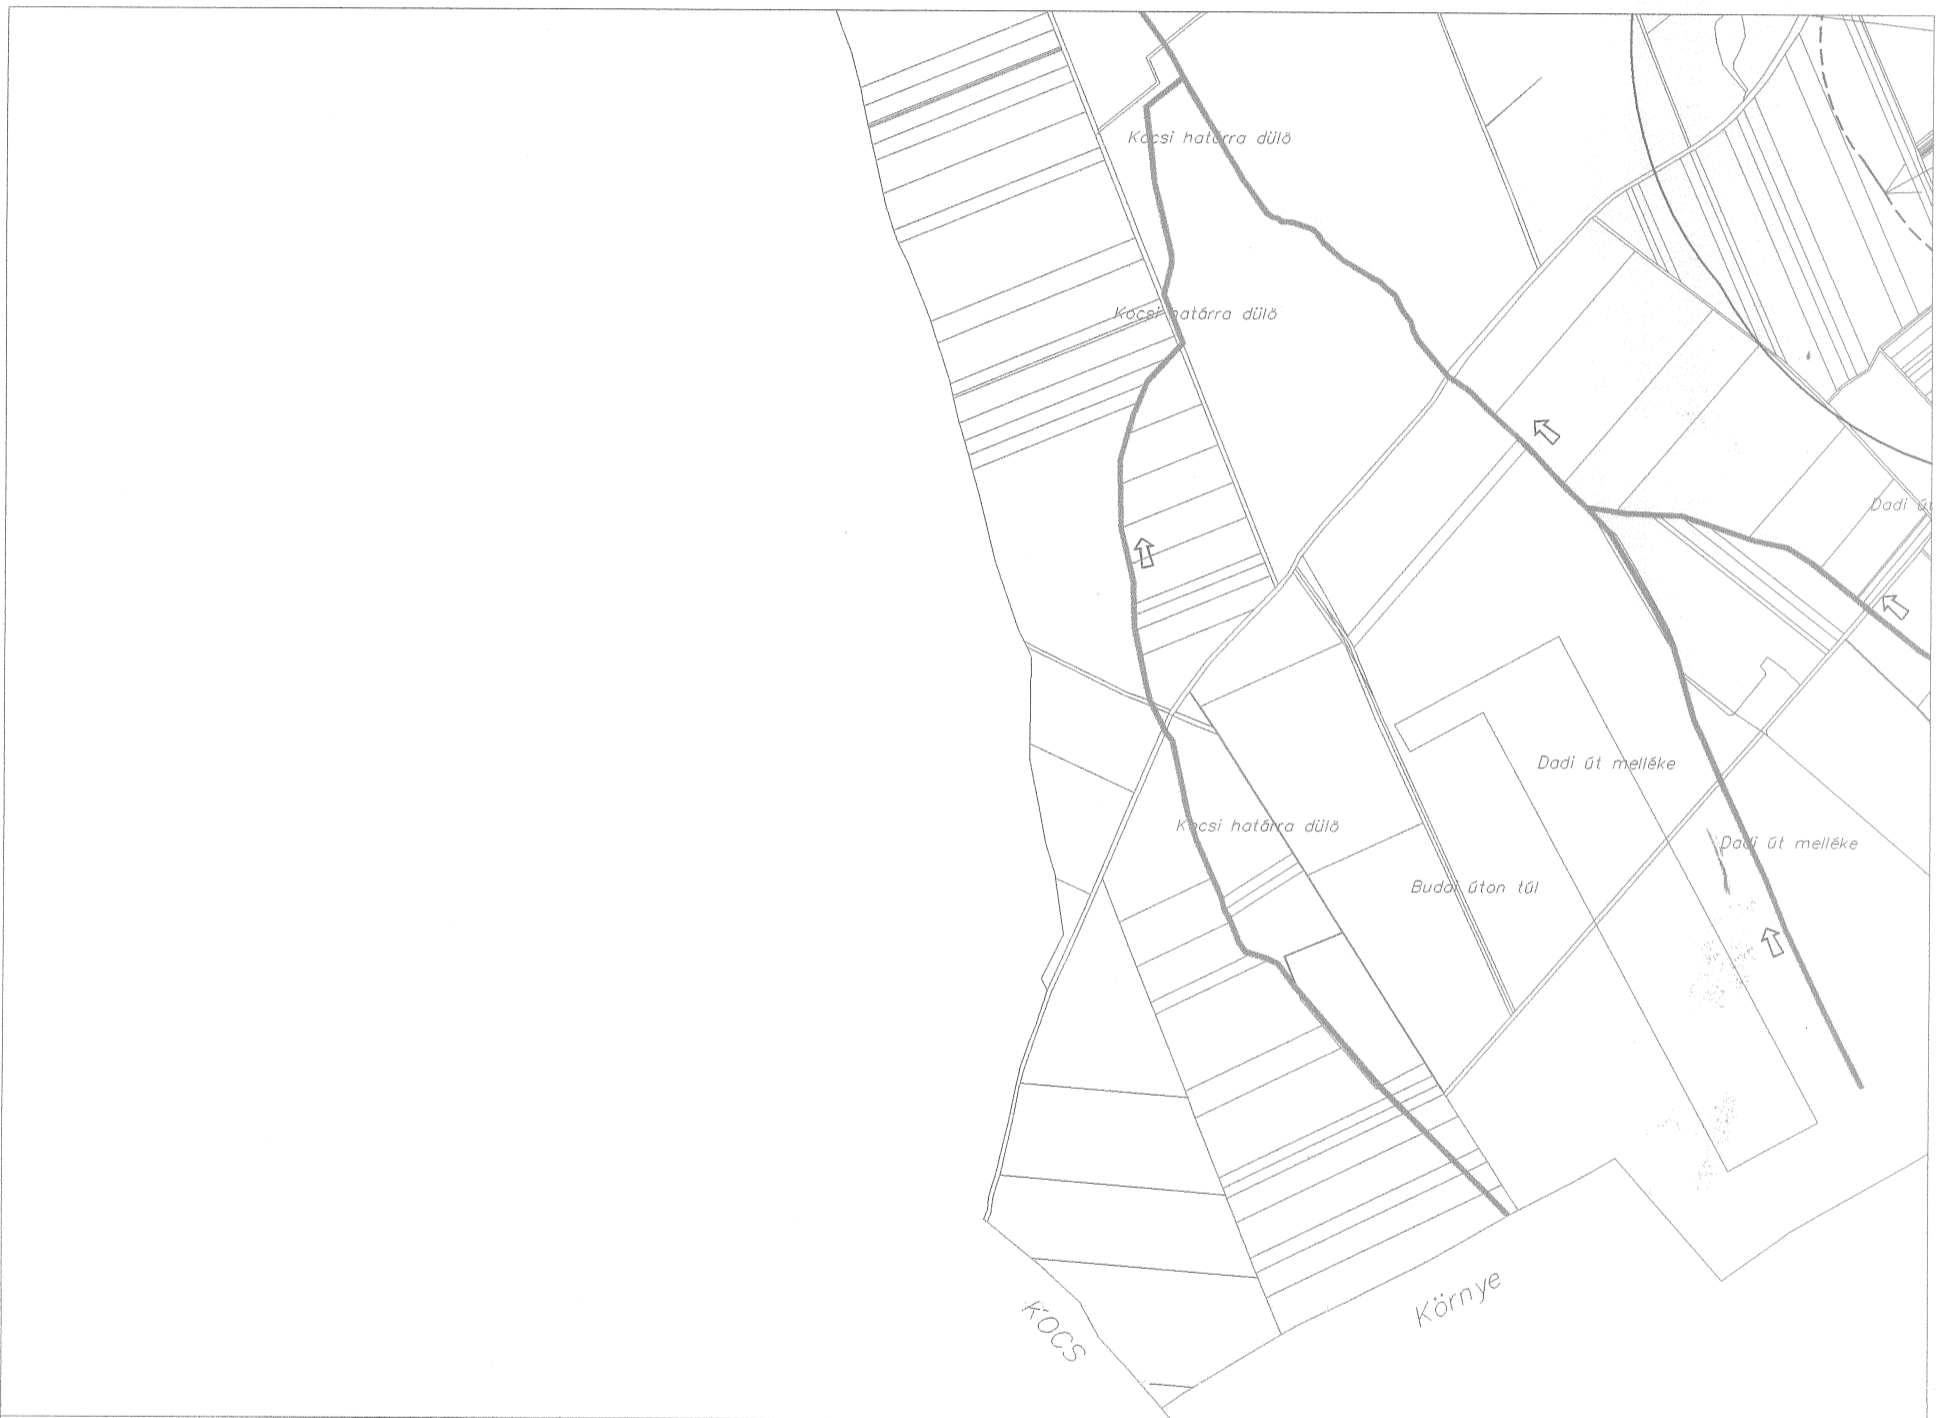 Kocsi határra dülö
Kocsi határra dülö
Dadi út
Dadi út melléke
Kocsi határra dülö
Dadi út melléke
Budai úton túl
Környe
KOCS